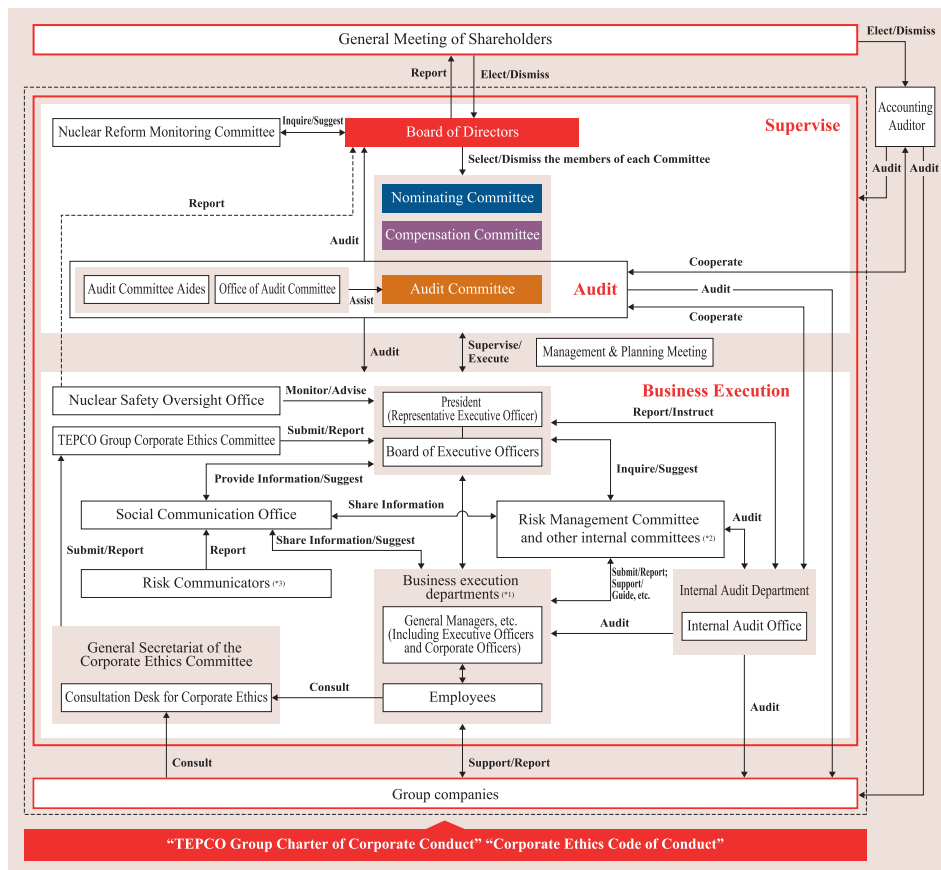 General Meeting of Shareholders
Elect/Dismiss
Report
Elect/Dismiss
Accounting
Auditor
Nuclear Reform Monitoring Committee
Inquire/Suggest
Board of Directors
Supervise
Select/Dismiss the members of each Committee
Audit
Audit
Nominating Committee
Report
Compensation Committee
Audit
Cooperate
Audit Committee Aides
Office of Audit Committee
Assist
Audit Committee
Audit
Audit
Cooperate
Audit
Supervise/
Execute
Management & Planning Meeting
Business Execution
Nuclear Safety Oversight Office
Monitor/Advise
President
(Representative Executive Officer)
Report/Instruct
TEPCO Group Corporate Ethics Committee
Submit/Report
Board of Executive Officers
Inquire/Suggest
Provide Information/Suggest
Social Communication Office
Share Information
Risk Management Committee
and other internal committees (*2)
Audit
Share Information/Suggest
Submit/Report
Report
Risk Communicators (*3)
Business execution
departments (*1)
Submit/Report;
Support/
Guide, etc.
Internal Audit Department
General Managers, etc.
(Including Executive Officers
and Corporate Officers)
Audit
Internal Audit Office
General Secretariat of the
Corporate Ethics Committee
Consultation Desk for Corporate Ethics
Consult
Employees
Audit
Consult
Support/Report
Group companies
“TEPCO Group Charter of Corporate Conduct” “Corporate Ethics Code of Conduct”